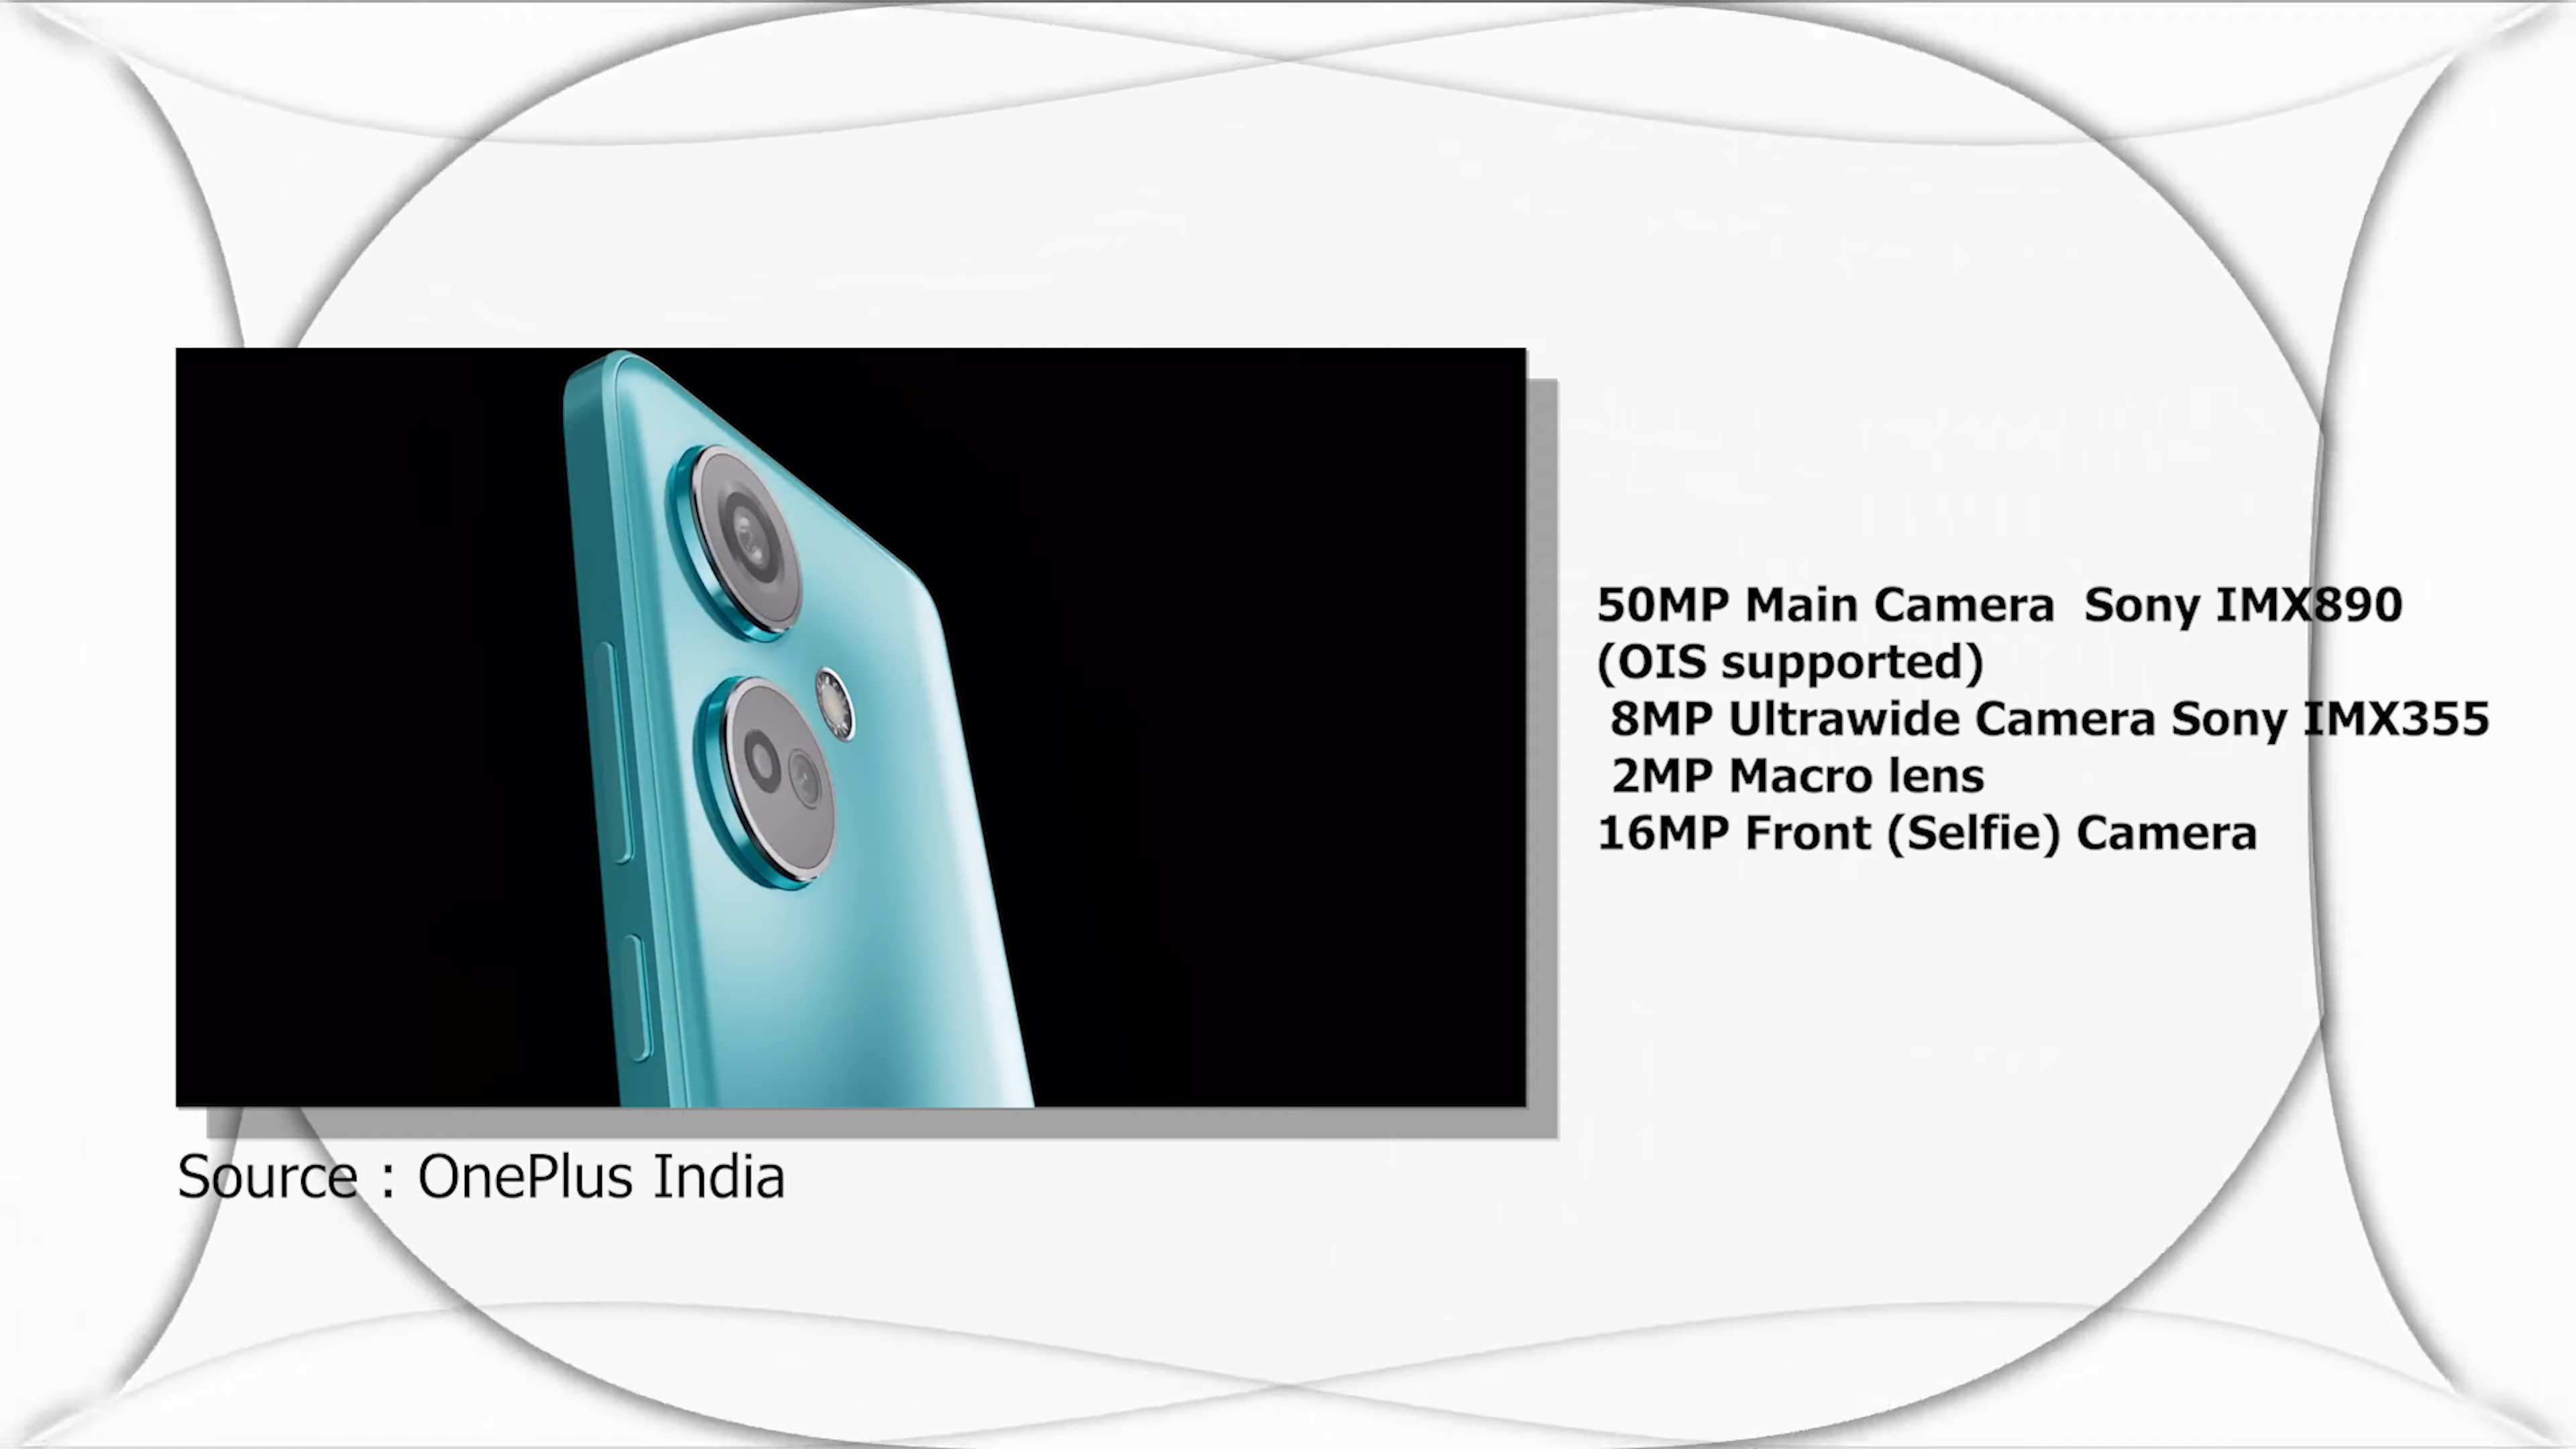 50MP Main Camera  Sony IMX890
(OIS supported)
8MP Ultrawide Camera Sony IMX355
2MP Macro lens
16MP Front (Selfie) Camera
Source : OnePlus India